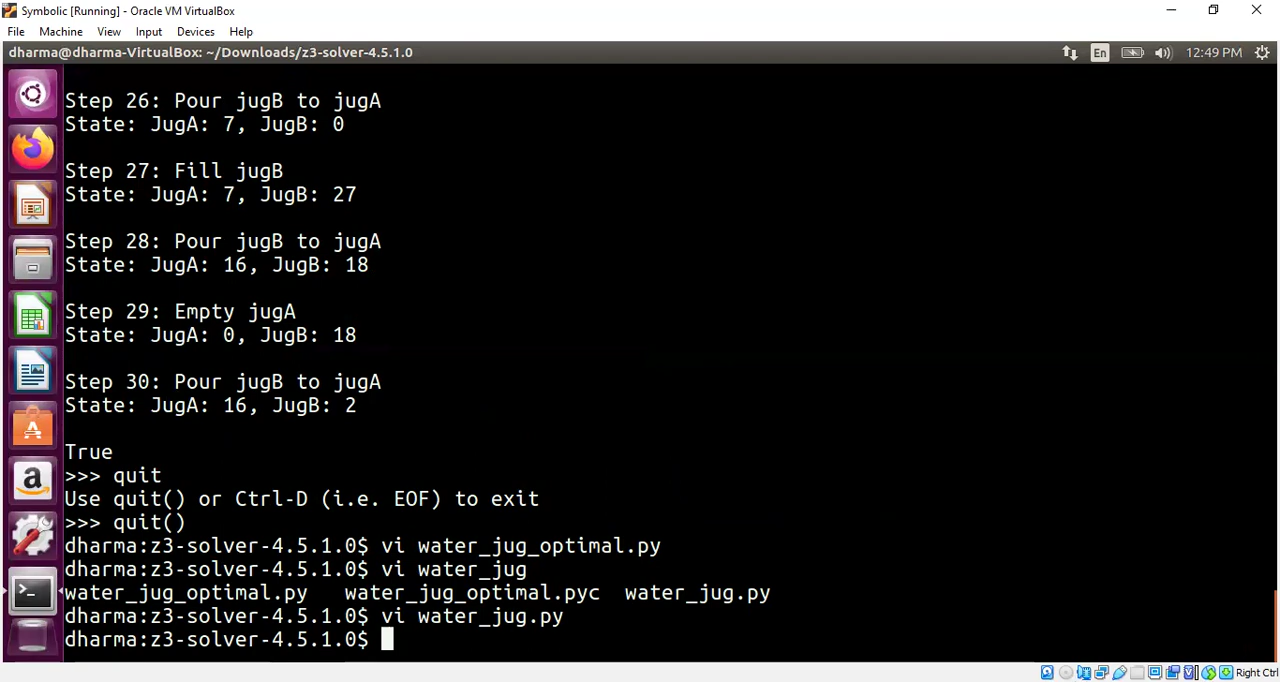 Symbolic [Running] - Oracle VM VirtualBox
File Machine View Input Devices Help
dharma@dharma-VirtualBox: ~/Downloads/z3-solver-4.5.1.0 En 12:49 PM
Step 26: Pour jugB to jugA
State: JugA: 7, JugB: 0
Step 27: Fill jugB
State: JugA: 7, JugB: 27
Step 28: Pour jugB to jugA
State: JugA: 16, JugB: 18
Step 29: Empty jugA
State: JugA: 0, JugB: 18
Step 30: Pour jugB to jugA
State: JugA: 16, JugB: 2
True
>>> quit
Use quit() or Ctrl-D (i.e. EOF) to exit
>>> quit()
dharma:z3-solver-4.5.1.0$ vi water_jug_optimal.py
dharma:z3-solver-4.5.1.0$ vi water_jug
water_jug_optimal.py water_jug_optimal.pyc water_jug.py
dharma:z3-solver-4.5.1.0$ vi water_jug.py
dharma:z3-solver-4.5.1.0$
Right Ctrl